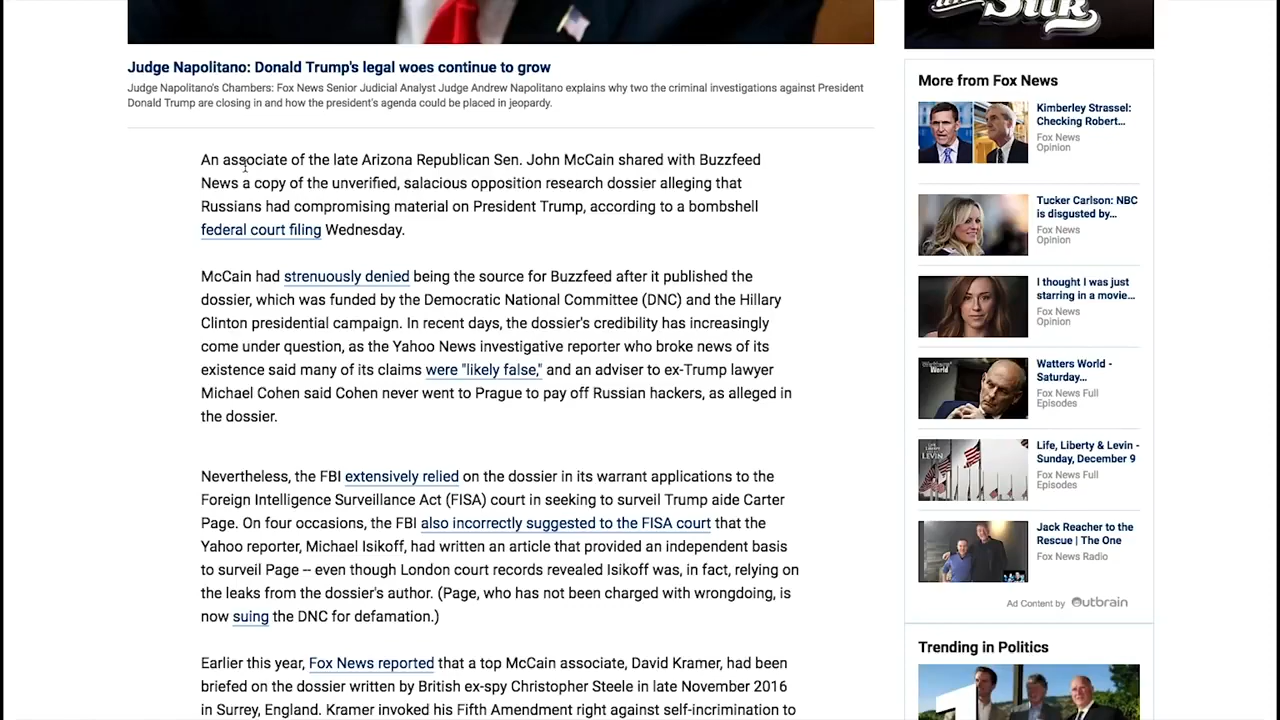 Silk
Judge Napolitano: Donald Trump's legal woes continue to grow
Judge Napolitano's Chambers: Fox News Senior Judicial Analyst Judge Andrew Napolitano explains why two the criminal investigations against President
Donald Trump are closing in and how the president's agenda could be placed in jeopardy.
An associate of the late Arizona Republican Sen. John McCain shared with Buzzfeed
News a copy of the unverified, salacious opposition research dossier alleging that
Russians had compromising material on President Trump, according to a bombshell
federal court filing Wednesday.
McCain had strenuously denied being the source for Buzzfeed after it published the
dossier, which was funded by the Democratic National Committee (DNC) and the Hillary
Clinton presidential campaign. In recent days, the dossier's credibility has increasingly
come under question, as the Yahoo News investigative reporter who broke news of its
existence said many of its claims were "likely false," and an adviser to ex-Trump lawyer
Michael Cohen said Cohen never went to Prague to pay off Russian hackers, as alleged in
the dossier.
Nevertheless, the FBI extensively relied on the dossier in its warrant applications to the
Foreign Intelligence Surveillance Act (FISA) court in seeking to surveil Trump aide Carter
Page. On four occasions, the FBI also incorrectly suggested to the FISA court that the
Yahoo reporter, Michael Isikoff, had written an article that provided an independent basis
to surveil Page -- even though London court records revealed Isikoff was, in fact, relying on
the leaks from the dossier's author. (Page, who has not been charged with wrongdoing, is
now suing the DNC for defamation.)
Earlier this year, Fox News reported that a top McCain associate, David Kramer, had been
briefed on the dossier written by British ex-spy Christopher Steele in late November 2016
in Surrey, England. Kramer invoked his Fifth Amendment right against self-incrimination to
More from Fox News
Kimberley Strassel:
Checking Robert...
Fox News
Opinion
Tucker Carlson: NBC
is disgusted by...
Fox News
Opinion
I thought I was just
starring in a movie...
Fox News
Opinion
Watters World -
Saturday...
Fox News Full
Episodes
Life, Liberty & Levin -
Sunday, December 9
Fox News Full
Episodes
Jack Reacher to the
Rescue | The One
Fox News Radio
Ad Content by Outbrain
Trending in Politics